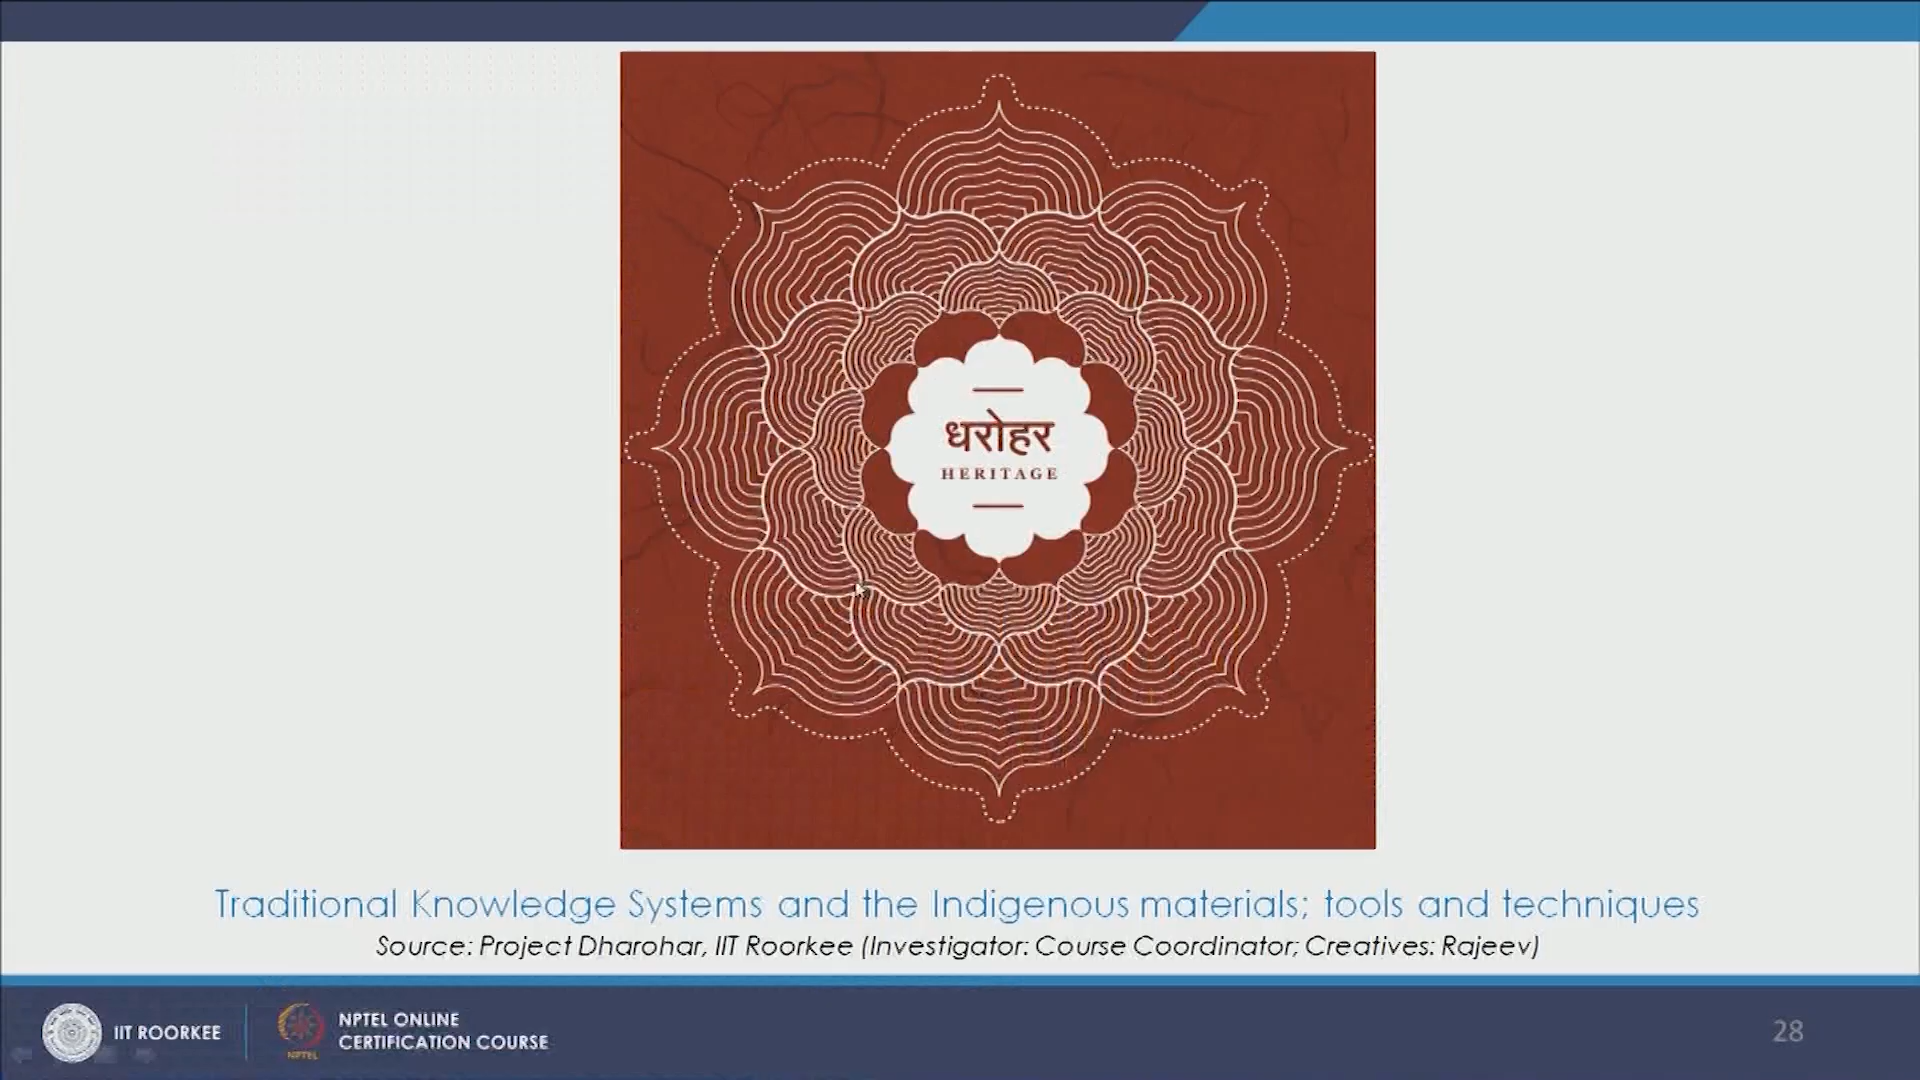 धरोहर
HERITAGE
Traditional Knowledge Systems and the Indigenous materials; tools and techniques
Source: Project Dharohar, IIT Roorkee (Investigator: Course Coordinator; Creatives: Rajeev)
IIT ROORKEE
NPTEL
NPTEL ONLINE
CERTIFICATION COURSE
28